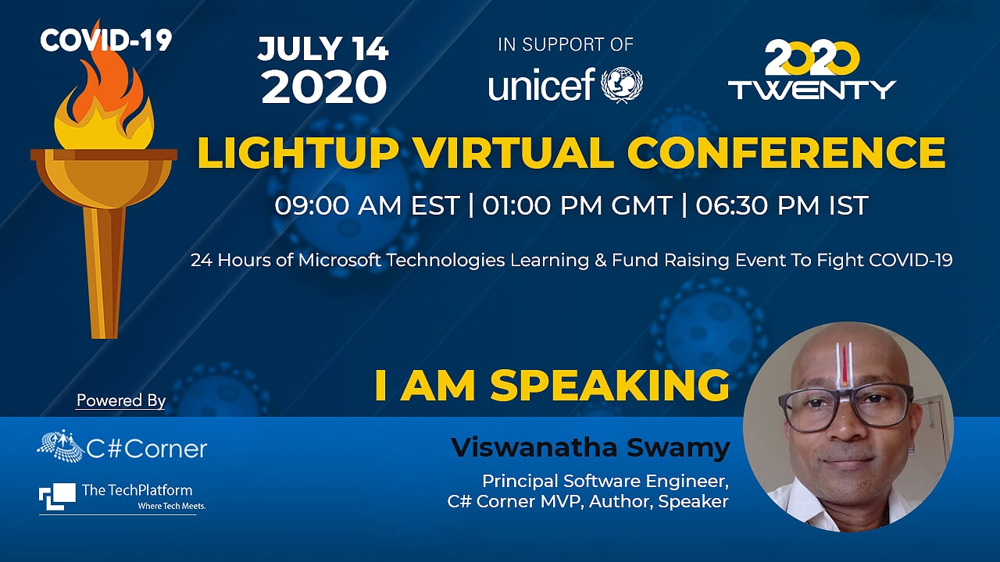 COVID-19
JULY 14
2020
IN SUPPORT OF
unicef
2020
TWENTY
LIGHTUP VIRTUAL CONFERENCE
09:00 AM EST | 01:00 PM GMT | 06:30 PM IST
24 Hours of Microsoft Technologies Learning & Fund Raising Event To Fight COVID-19
I AM SPEAKING
Viswanatha Swamy
Principal Software Engineer,
C# Corner MVP, Author, Speaker
Powered By
C#Corner
The TechPlatform
Where Tech Meets.